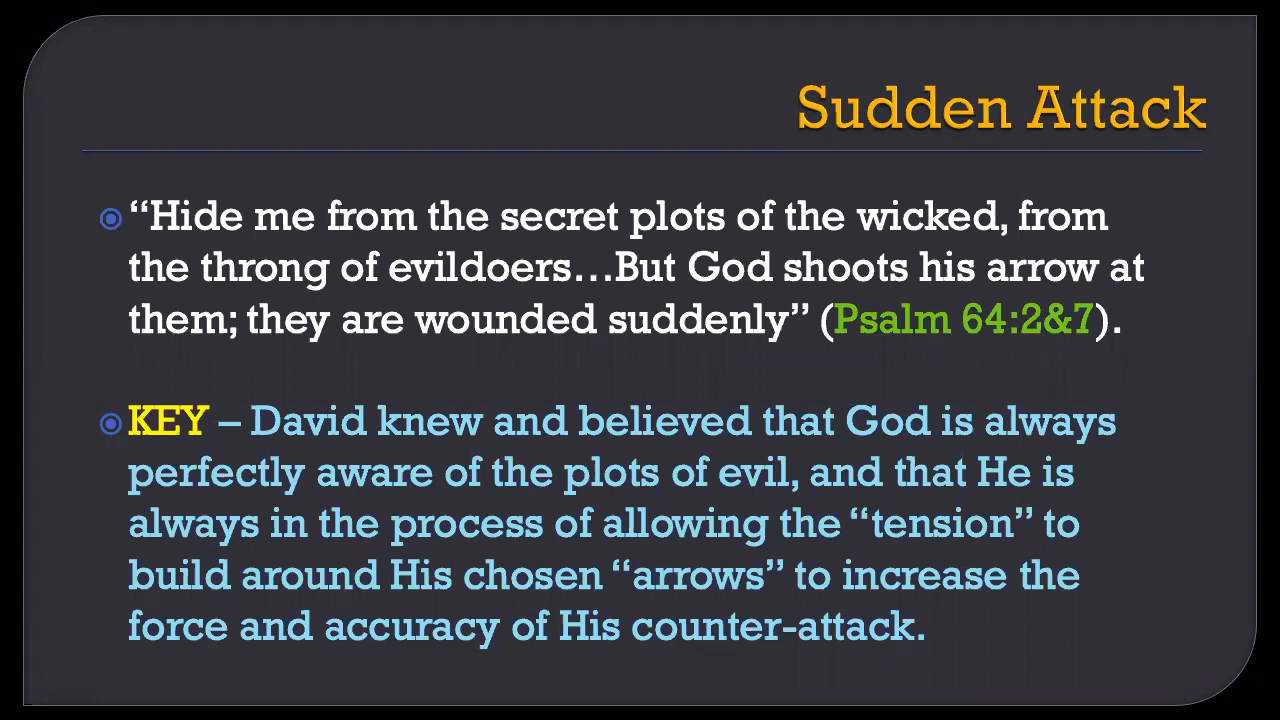 Sudden Attack
“Hide me from the secret plots of the wicked, from
the throng of evildoers…But God shoots his arrow at
them; they are wounded suddenly” (Psalm 64:2&7).
KEY – David knew and believed that God is always
perfectly aware of the plots of evil, and that He is
always in the process of allowing the “tension” to
build around His chosen “arrows” to increase the
force and accuracy of His counter-attack.